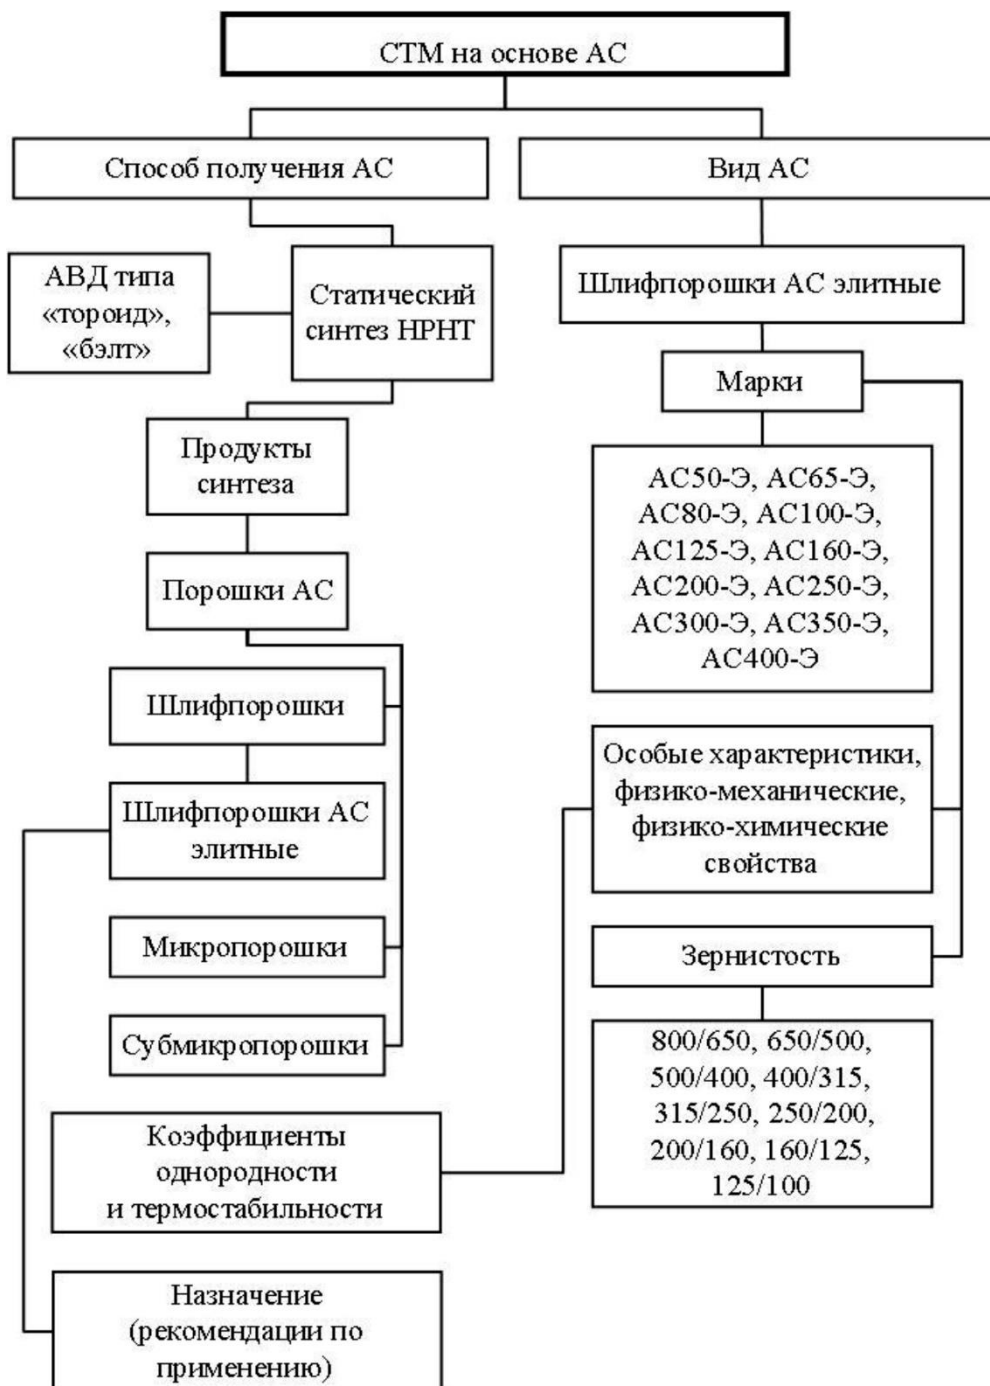 СТМ на основе АС
Способ получения АС
Вид АС
АВД типа
«тороид»,
«бэлт»
Статический
синтез НРНТ
Шлифпорошки АС элитные
Марки
Продукты
синтеза
АС50-Э, АС65-Э,
АС80-Э, АС100-Э,
АС125-Э, АС160-Э,
АС200-Э, АС250-Э,
АС300-Э, АС350-Э,
АС400-Э
Порошки АС
Шлифпорошки
Шлифпорошки АС
элитные
Особые характеристики,
физико-механические,
физико-химические
свойства
Микропорошки
Зернистость
Субмикропорошки
800/650, 650/500,
500/400, 400/315,
315/250, 250/200,
200/160, 160/125,
125/100
Коэффициенты
однородности
и термостабильности
Назначение
(рекомендации по
применению)